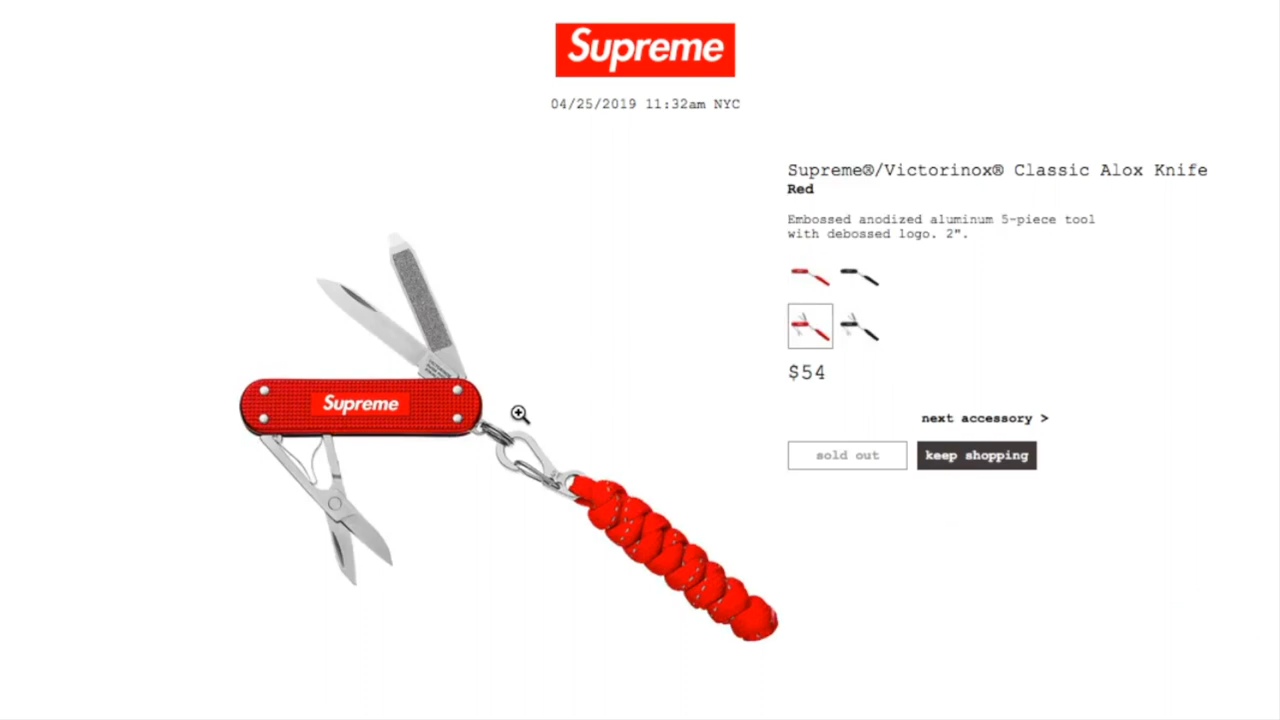 Supreme
04/25/2019 11:32am NYC
Supreme®/Victorinox® Classic Alox Knife
Red
Embossed anodized aluminum 5-piece tool
with debossed logo. 2".
$54
next accessory >
sold out
keep shopping
Supreme